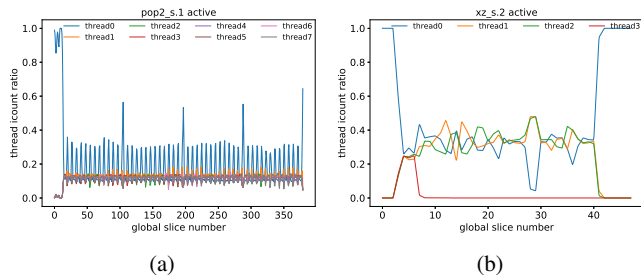 pop2_s.1 active
thread0 thread2 thread4 thread6
thread1 thread3 thread5 thread7
thread icount ratio
1.0
0.8
0.6
0.4
0.2
0.0
0 50 100 150 200 250 300 350
global slice number
(a)
xz_s.2 active
thread0 thread1 thread2 thread3
thread icount ratio
1.0
0.8
0.6
0.4
0.2
0.0
0 10 20 30 40
global slice number
(b)